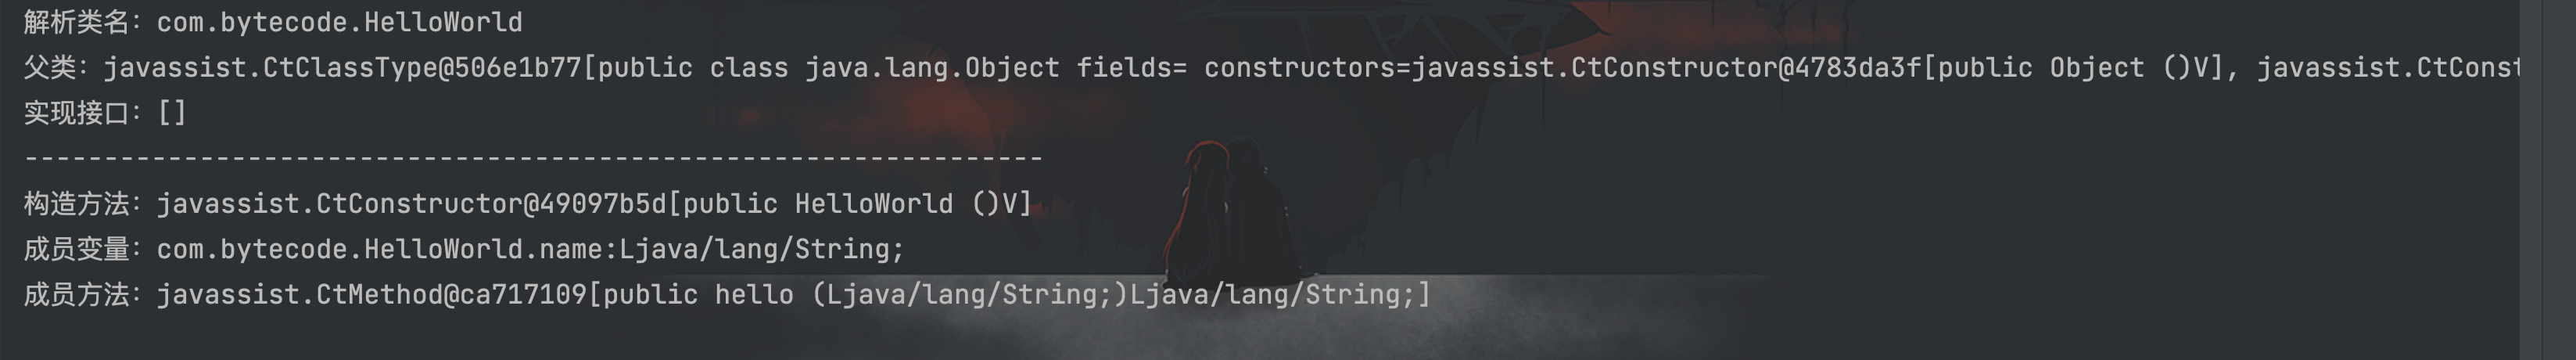 解析类名：com.bytecode.HelloWorld
父类：javassist.CtClassType@506e1b77[public class java.lang.Object fields= constructors=javassist.CtConstructor@4783da3f[public Object ()V], javassist.CtConst
实现接口：[]
----------------------------------------------------------------
构造方法：javassist.CtConstructor@49097b5d[public HelloWorld ()V]
成员变量：com.bytecode.HelloWorld.name:Ljava/lang/String;
成员方法：javassist.CtMethod@ca717109[public hello (Ljava/lang/String;)Ljava/lang/String;]